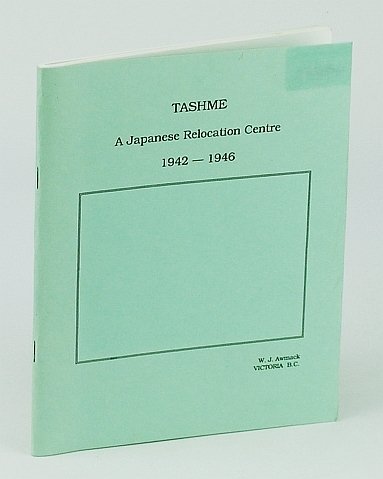 TASHME
A Japanese Relocation Centre
1942 — 1946
W. J. Awmack
VICTORIA B.C.